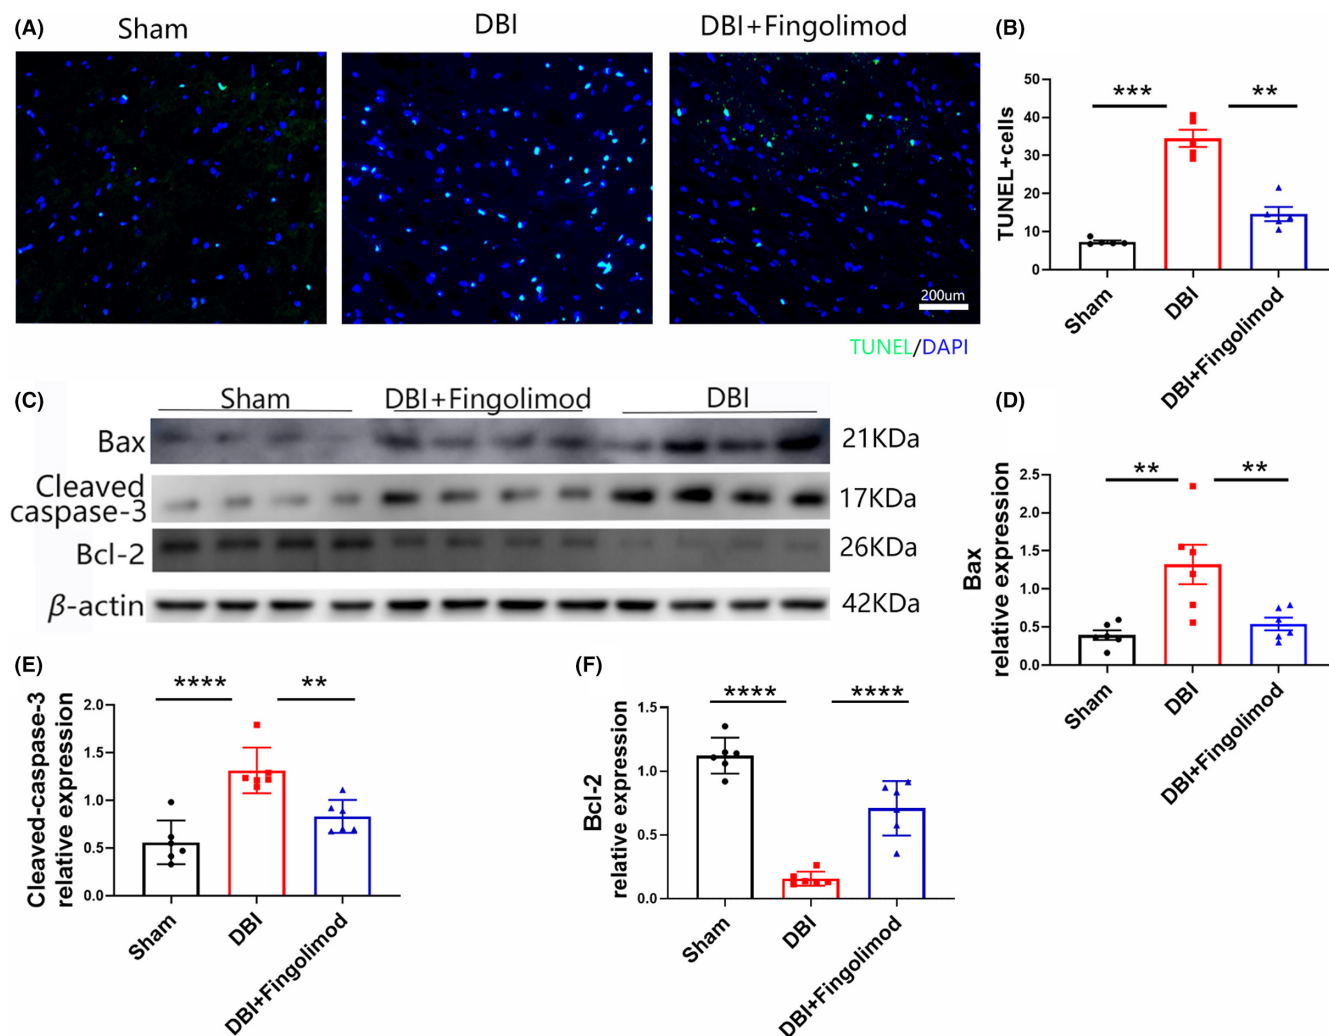 (A)
Sham
DBI
DBI+Fingolimod
200um
TUNEL/DAPI
(B)
TUNEL+cells
50
40
30
20
10
0
***
**
Sham
DBI
DBI+Fingolimod
(C)
Sham
DBI+Fingolimod
DBI
Bax
21KDa
Cleaved
caspase-3
17KDa
Bcl-2
26KDa
β-actin
42KDa
(D)
Bax
relative expression
2.5
2.0
1.5
1.0
0.5
0.0
**
**
Sham
DBI
DBI+Fingolimod
(E)
Cleaved-caspase-3
relative expression
2.0
1.5
1.0
0.5
0.0
****
**
Sham
DBI
DBI+Fingolimod
(F)
Bcl-2
relative expression
1.5
1.0
0.5
0.0
****
****
Sham
DBI
DBI+Fingolimod